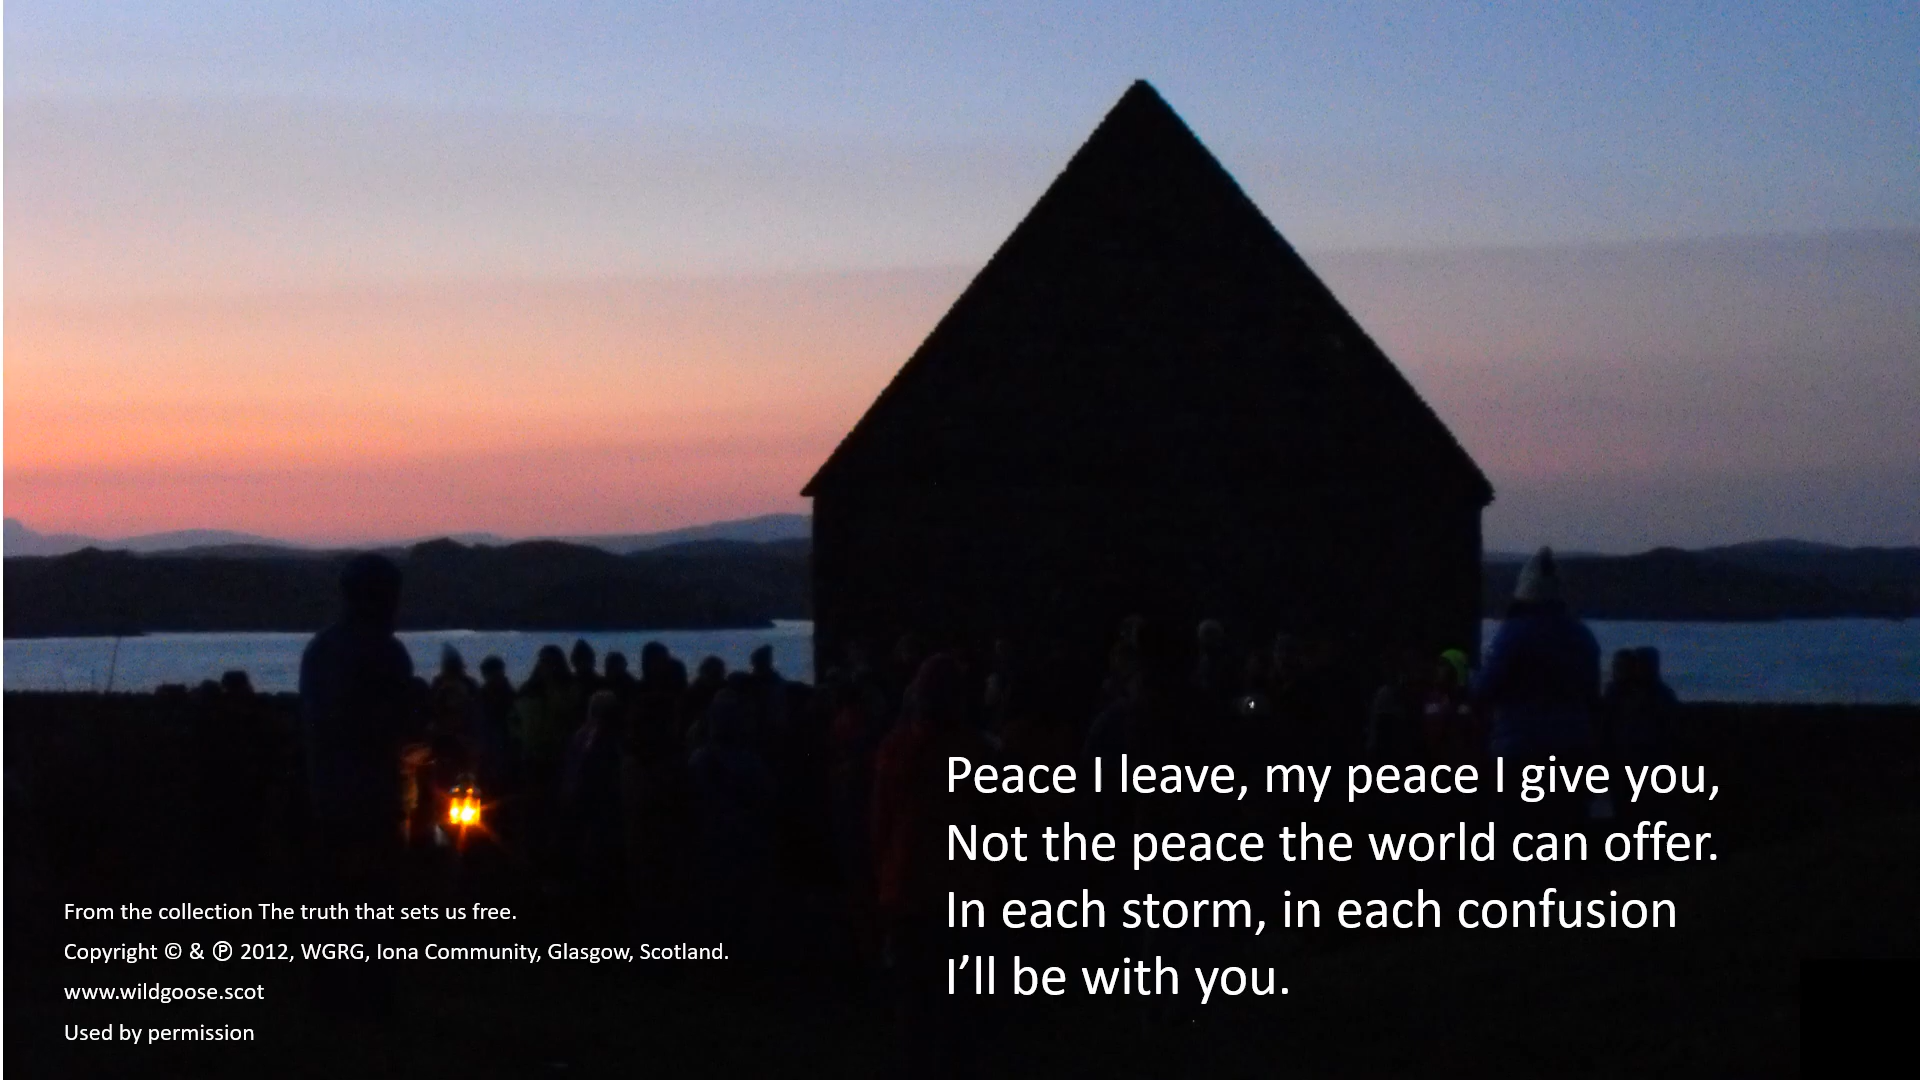 Peace I leave, my peace I give you,
Not the peace the world can offer.
In each storm, in each confusion
I’ll be with you.
From the collection The truth that sets us free.
Copyright © & ℗ 2012, WGRG, Iona Community, Glasgow, Scotland.
www.wildgoose.scot
Used by permission